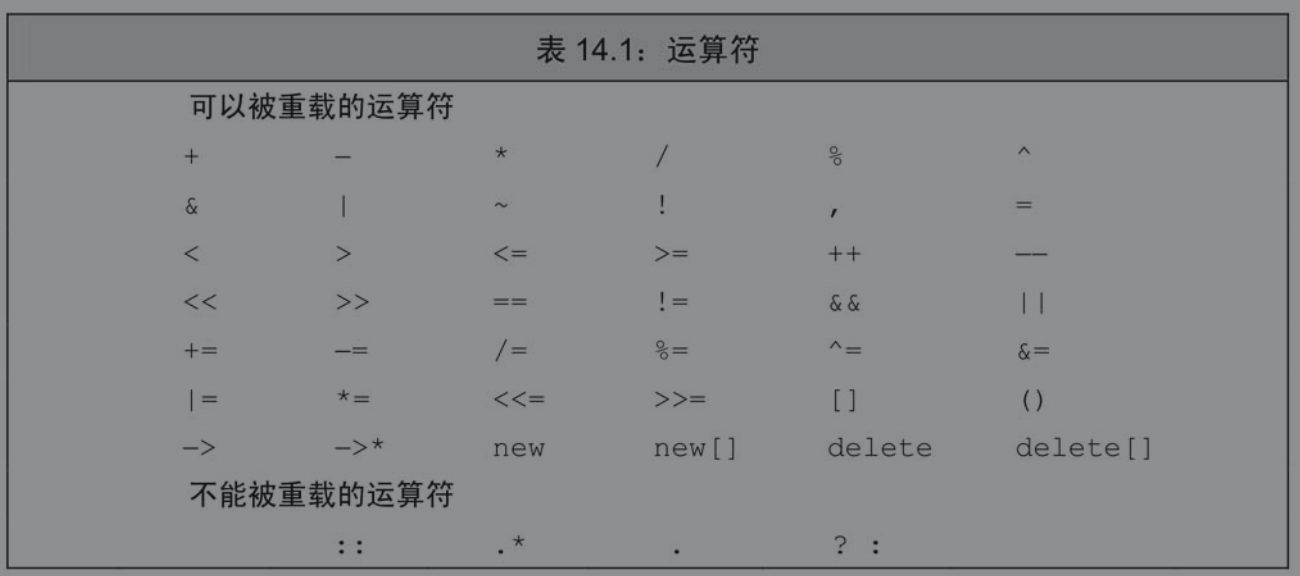 表 14.1：运算符
可以被重载的运算符
+ − * / % ^
& | ~ ! , =
< > <= >= ++ −−
<< >> == != && ||
+= −= /= %= ^= &=
|= *= <<= >>= [] ()
−> −>* new new[] delete delete[]
不能被重载的运算符
:: .* . ? :